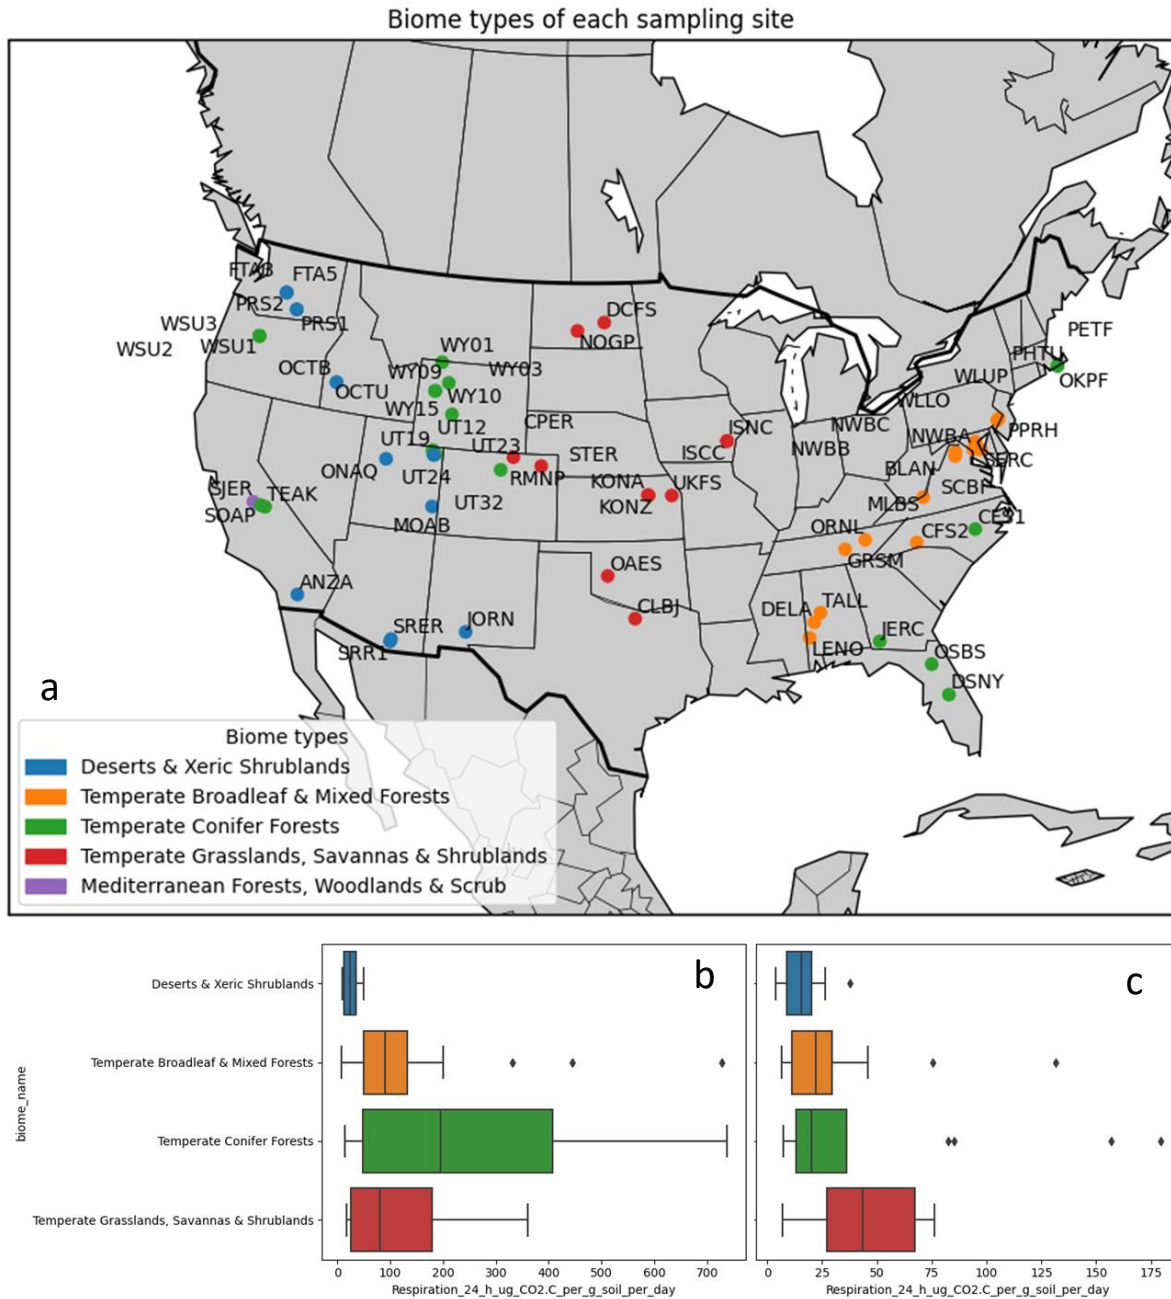 Biome types of each sampling site
FTA3 FTA5
PRS2
PRS1
WSU3
WSU2 WSU1
DCFS
NOGP
PETF
PHTU
OKPF
WY01
WY03
WY09
OCTB
OCTU
WY10
WY15
WLUP
WLLO
UT12
CPER
ISNC
NWBC
NWBA
PPRH
UT19
UT23
STER
ISCC
NWBB
SERC
ONAQ
UT24
RMNP
KONA
UKFS
BLAN
SCBI
SJER
TEAK
SOAP
UT32
KONZ
MLBS
MOAB
ORNL
CFS2
CES1
OAES
GRSM
ANZA
CLBJ
DELA
TALL
SRER
JORN
SRR1
LENO
JERC
OSBS
DSNY
a
Biome types
Deserts & Xeric Shrublands
Temperate Broadleaf & Mixed Forests
Temperate Conifer Forests
Temperate Grasslands, Savannas & Shrublands
Mediterranean Forests, Woodlands & Scrub
b
c
biome_name
Deserts & Xeric Shrublands
Temperate Broadleaf & Mixed Forests
Temperate Conifer Forests
Temperate Grasslands, Savannas & Shrublands
0 100 200 300 400 500 600 700
Respiration_24_h_ug_CO2.C_per_g_soil_per_day
0 25 50 75 100 125 150 175
Respiration_24_h_ug_CO2.C_per_g_soil_per_day